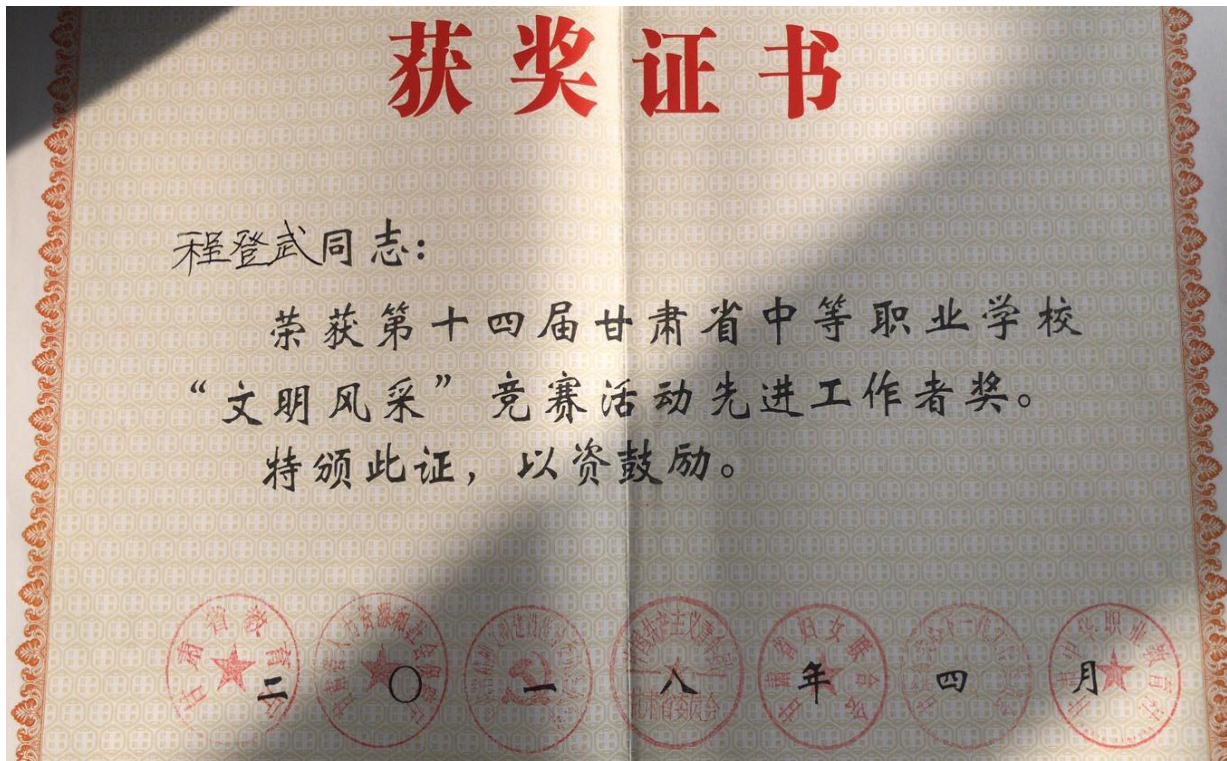 获奖证书
程登武同志：
荣获第十四届甘肃省中等职业学校
“文明风采”竞赛活动先进工作者奖。
特颁此证，以资鼓励。
二〇一八年四月